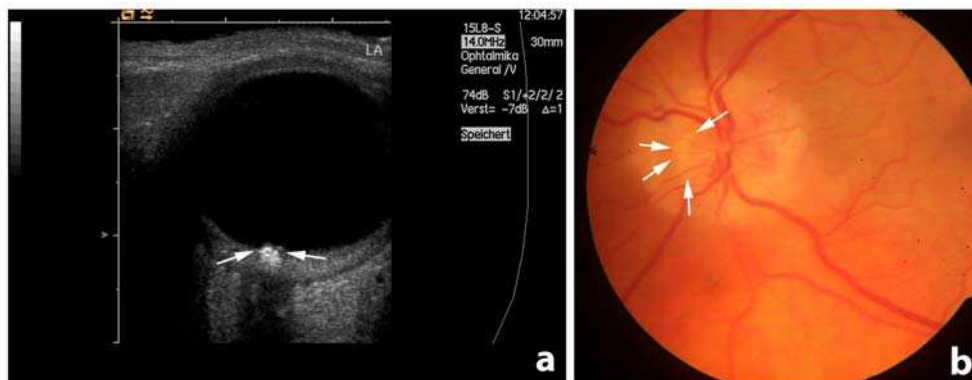 12:04:57
LA
15L8-S
14.0MHz 30mm
Ophtalmika
General /V
74dB S1/+2/2/ 2
Verst= -7dB Δ=1
Speichert
a
b